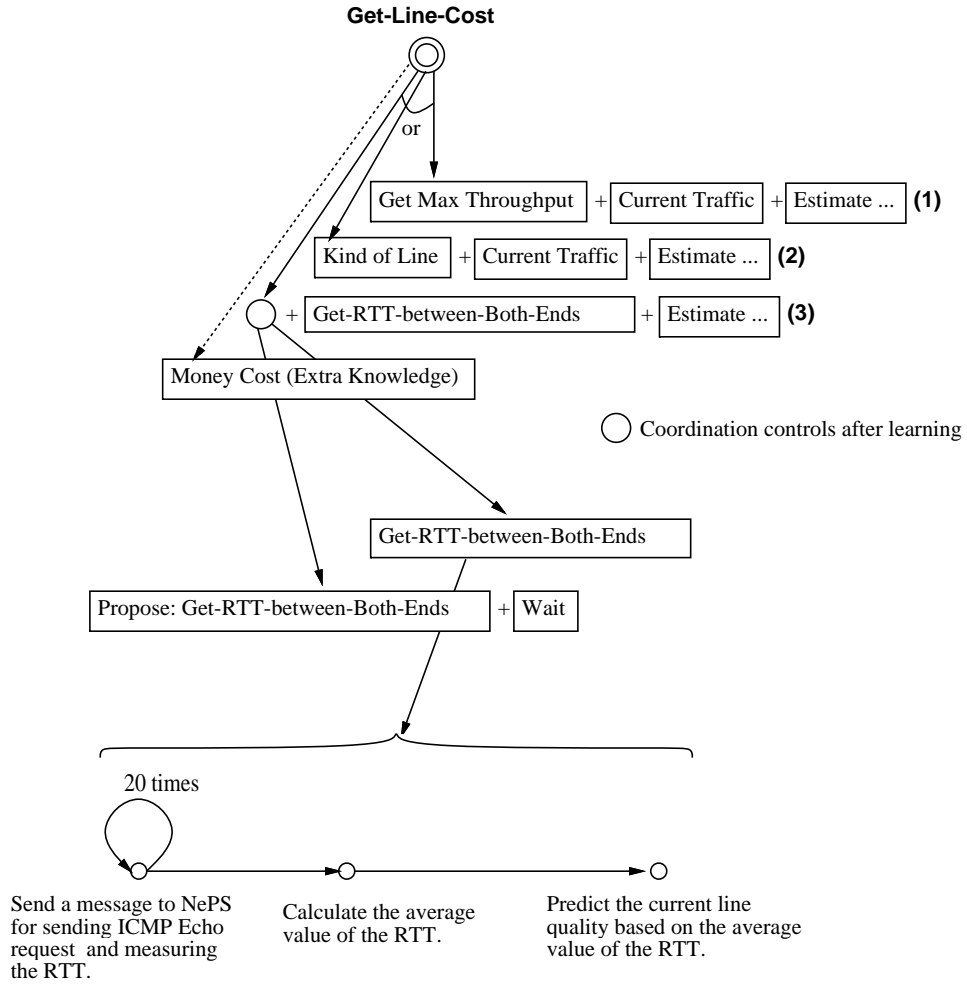 Get-Line-Cost
or
Get Max Throughput + Current Traffic + Estimate ... (1)
Kind of Line + Current Traffic + Estimate ... (2)
+ Get-RTT-between-Both-Ends + Estimate ... (3)
Money Cost (Extra Knowledge)
Coordination controls after learning
Get-RTT-between-Both-Ends
Propose: Get-RTT-between-Both-Ends + Wait
20 times
Send a message to NePS
for sending ICMP Echo
request and measuring
the RTT.
Calculate the average
value of the RTT.
Predict the current line
quality based on the average
value of the RTT.